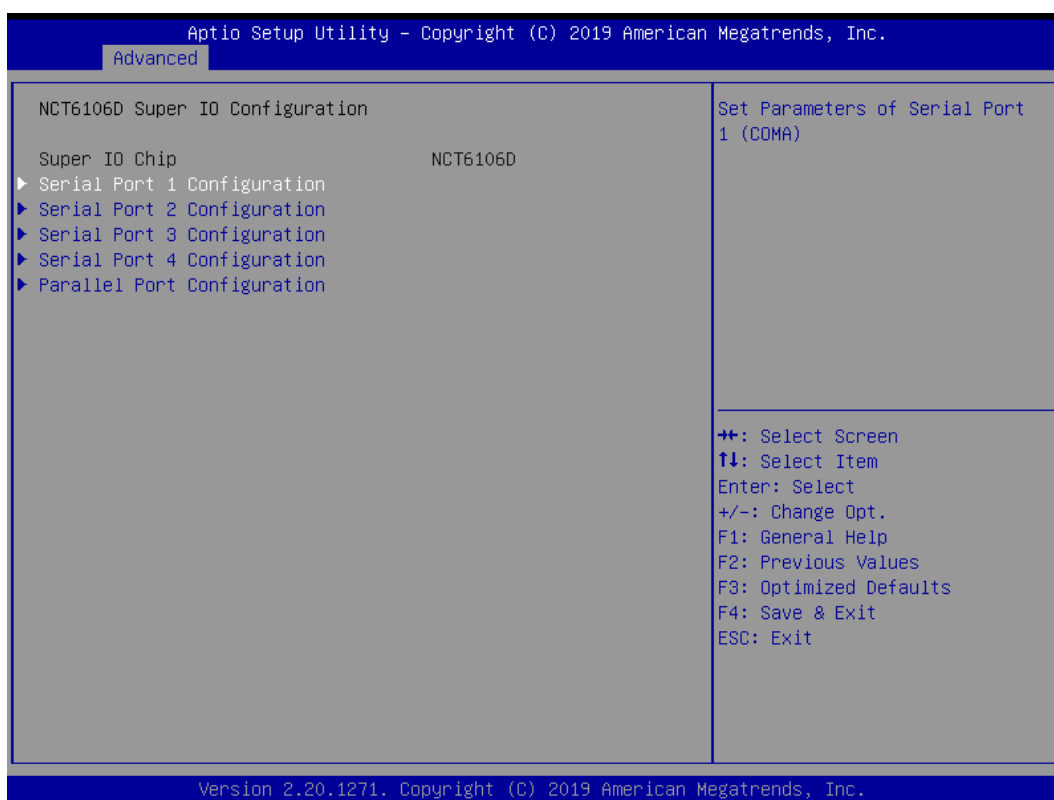 Aptio Setup Utility – Copyright (C) 2019 American Megatrends, Inc.
Advanced
NCT6106D Super IO Configuration
Super IO Chip NCT6106D
▶ Serial Port 1 Configuration
▶ Serial Port 2 Configuration
▶ Serial Port 3 Configuration
▶ Serial Port 4 Configuration
▶ Parallel Port Configuration
Set Parameters of Serial Port
1 (COMA)
→←: Select Screen
↑↓: Select Item
Enter: Select
+/-: Change Opt.
F1: General Help
F2: Previous Values
F3: Optimized Defaults
F4: Save & Exit
ESC: Exit
Version 2.20.1271. Copyright (C) 2019 American Megatrends, Inc.